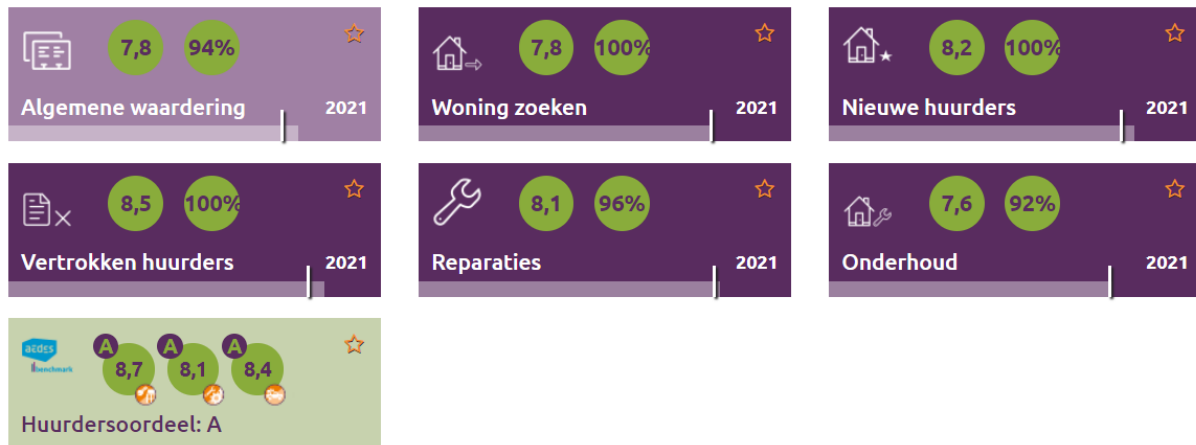 7,8 94%
Algemene waardering 2021
7,8 100%
Woning zoeken 2021
8,2 100%
Nieuwe huurders 2021
8,5 100%
Vertrokken huurders 2021
8,1 96%
Reparaties 2021
7,6 92%
Onderhoud 2021
aedes
benchmark
A A A
8,7 8,1 8,4
Huurdersoordeel: A